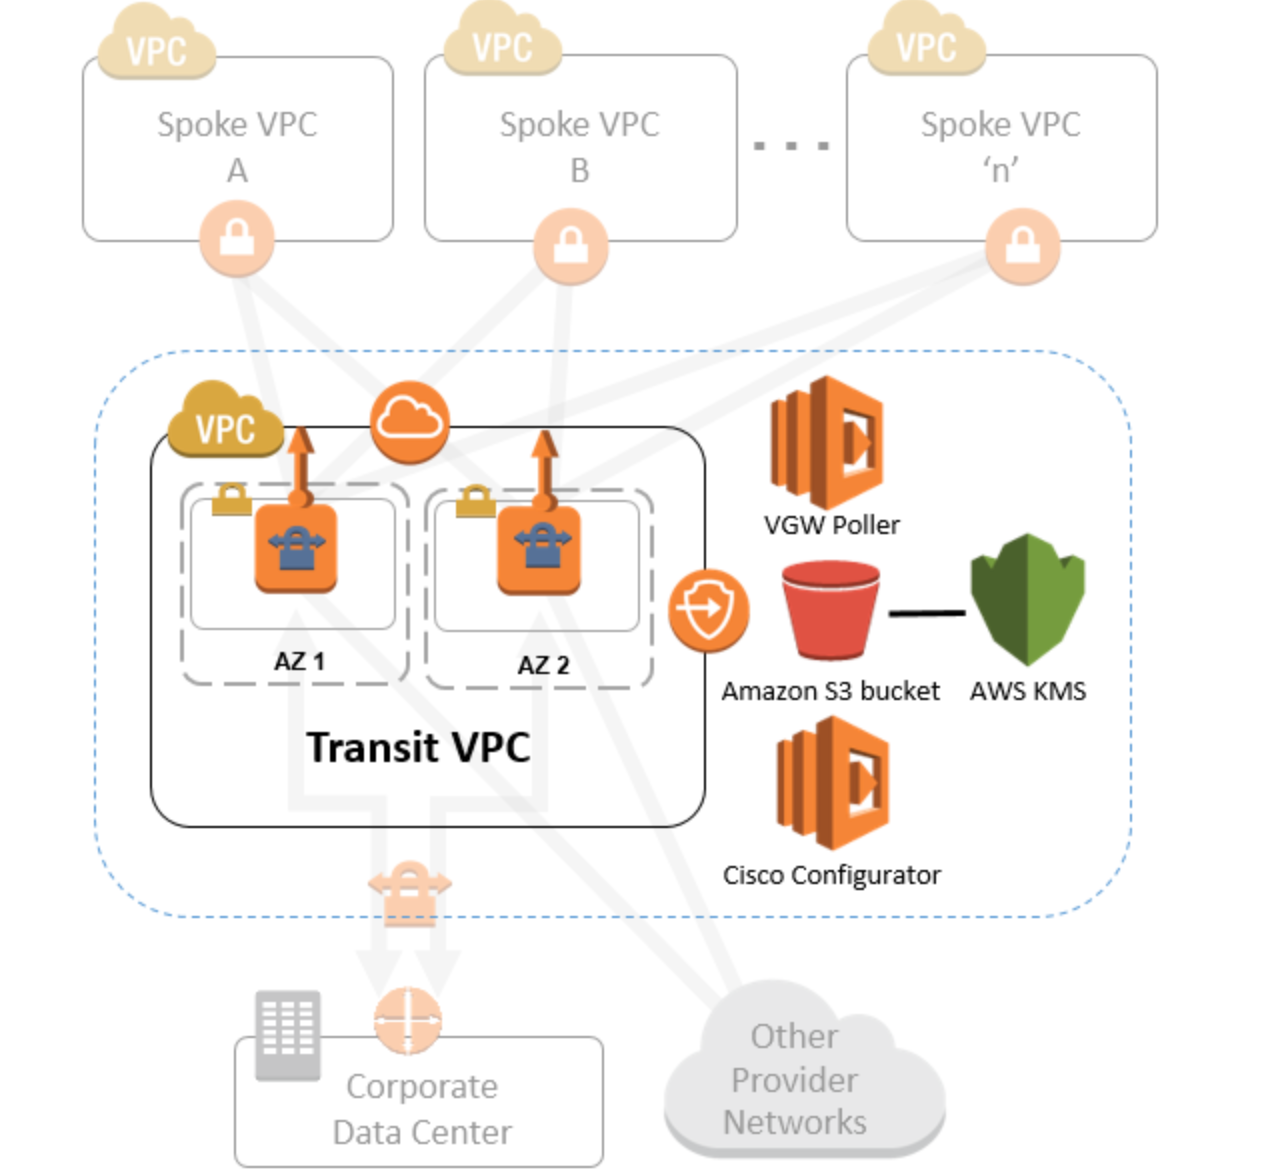 VPC
VPC
VPC
Spoke VPC
A
Spoke VPC
B
Spoke VPC
‘n’
VPC
AZ 1
AZ 2
Transit VPC
VGW Poller
Amazon S3 bucket
AWS KMS
Cisco Configurator
Corporate
Data Center
Other
Provider
Networks